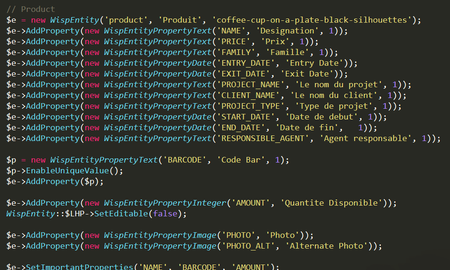 // Product
$e = new WispEntity('product', 'Produit', 'coffee-cup-on-a-plate-black-silhouettes');
$e->AddProperty(new WispEntityPropertyText('NAME', 'Designation', 1));
$e->AddProperty(new WispEntityPropertyText('PRICE', 'Prix', 1));
$e->AddProperty(new WispEntityPropertyText('FAMILY', 'Famille', 1));
$e->AddProperty(new WispEntityPropertyDate('ENTRY_DATE', 'Entry Date'));
$e->AddProperty(new WispEntityPropertyDate('EXIT_DATE', 'Exit Date'));
$e->AddProperty(new WispEntityPropertyText('PROJECT_NAME', 'Le nom du projet', 1));
$e->AddProperty(new WispEntityPropertyText('CLIENT_NAME', 'Le nom du client', 1));
$e->AddProperty(new WispEntityPropertyText('PROJECT_TYPE', 'Type de projet', 1));
$e->AddProperty(new WispEntityPropertyDate('START_DATE', 'Date de debut', 1));
$e->AddProperty(new WispEntityPropertyDate('END_DATE', 'Date de fin',   1));
$e->AddProperty(new WispEntityPropertyText('RESPONSIBLE_AGENT', 'Agent responsable', 1));
$p = new WispEntityPropertyText('BARCODE', 'Code Bar', 1);
$p->EnableUniqueValue();
$e->AddProperty($p);
$e->AddProperty(new WispEntityPropertyInteger('AMOUNT', 'Quantite Disponible'));
WispEntity::$LHP->SetEditable(false);
$e->AddProperty(new WispEntityPropertyImage('PHOTO', 'Photo'));
$e->AddProperty(new WispEntityPropertyImage('PHOTO_ALT', 'Alternate Photo'));
$e->SetImportantProperties('NAME', 'BARCODE', 'AMOUNT');